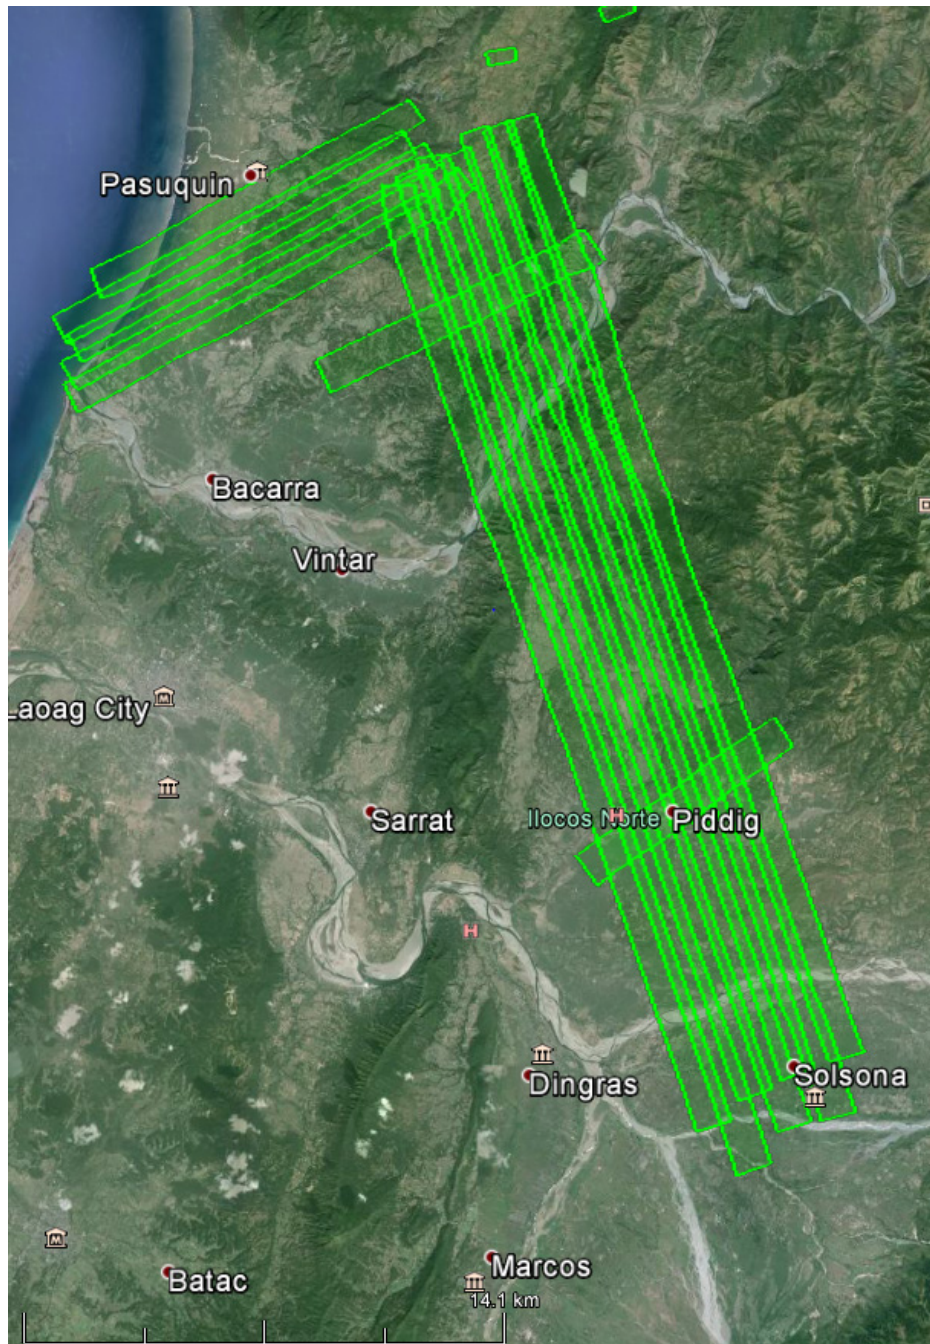 Pasuquin
Bacarra
Vintar
Laoag City
Sarrat
Ilocos Norte
Piddig
Dingras
Solsona
Marcos
Batac
14.1 km